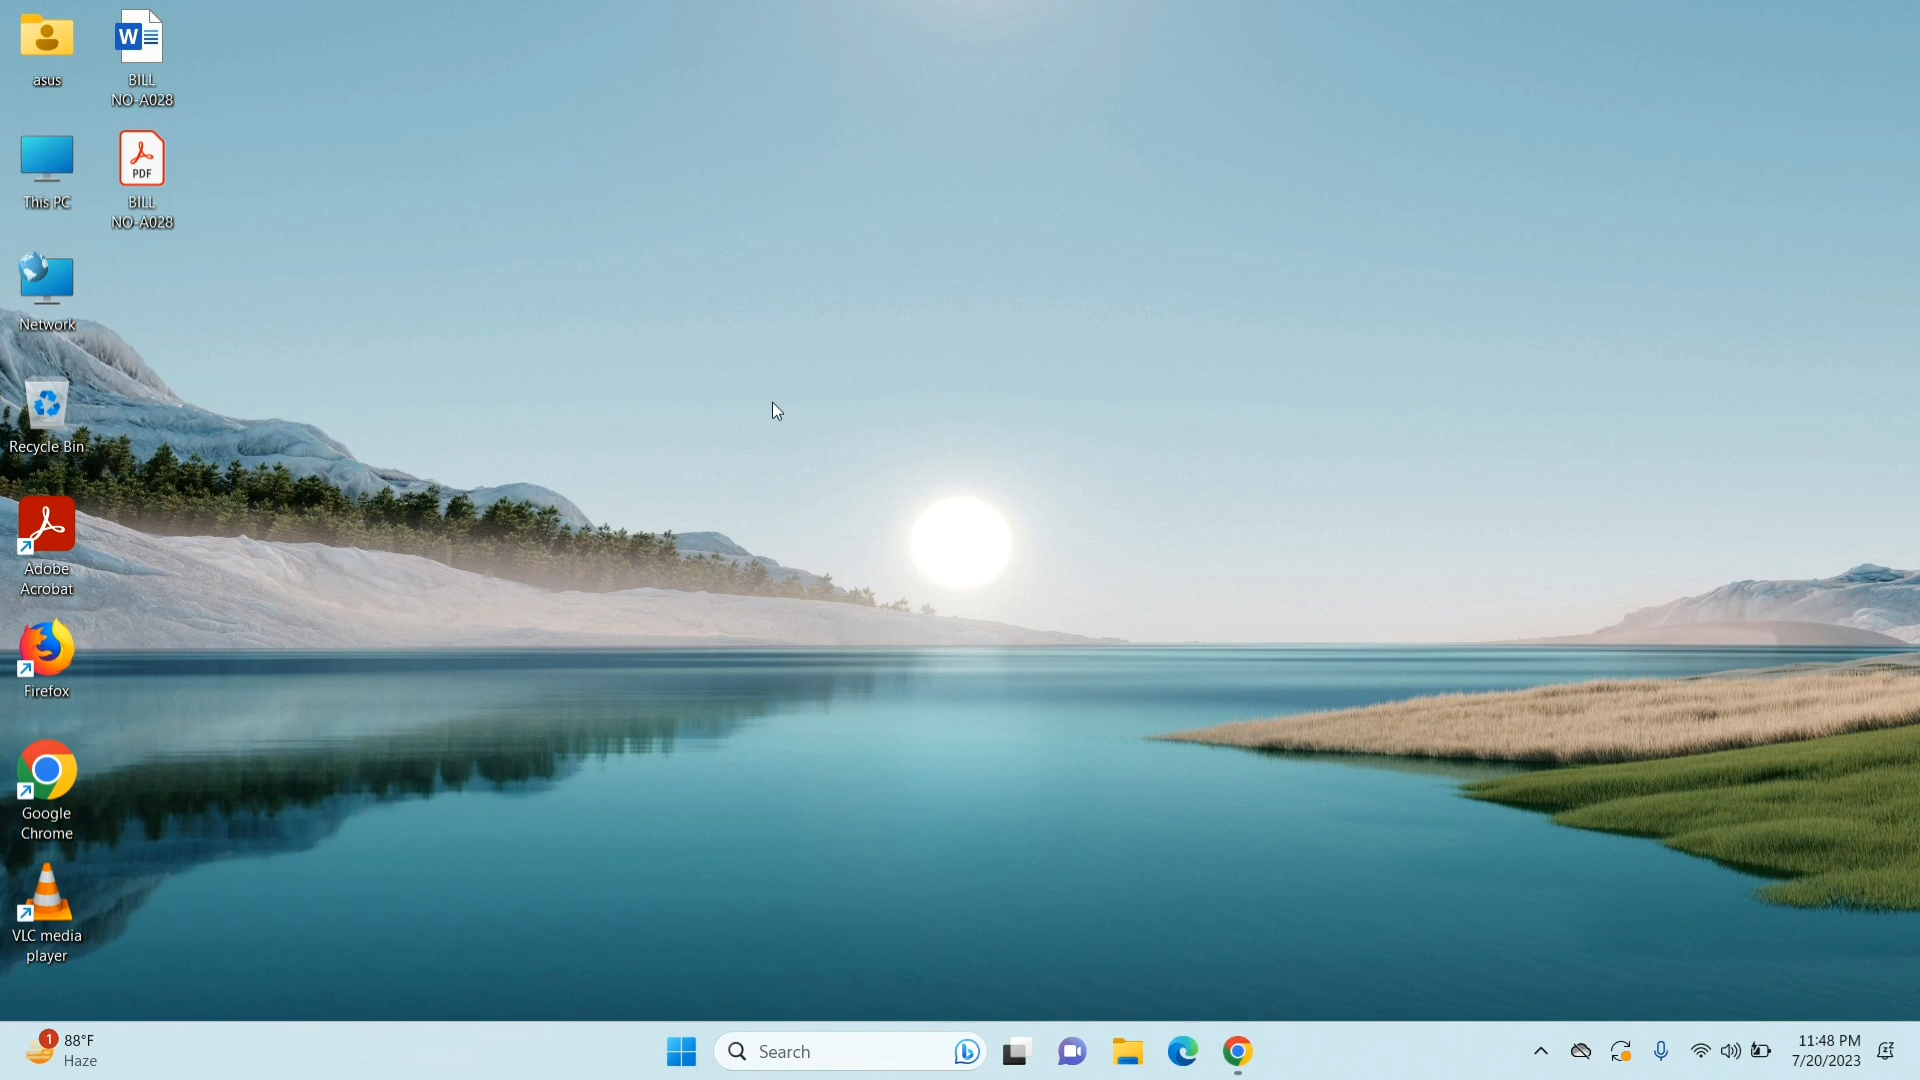 asus
W
BILL
NO-A028
This PC
PDF
BILL
NO-A028
Network
Recycle Bin
Adobe
Acrobat
Firefox
Google
Chrome
VLC media
player
1
88°F
Haze
Search
11:48 PM
7/20/2023